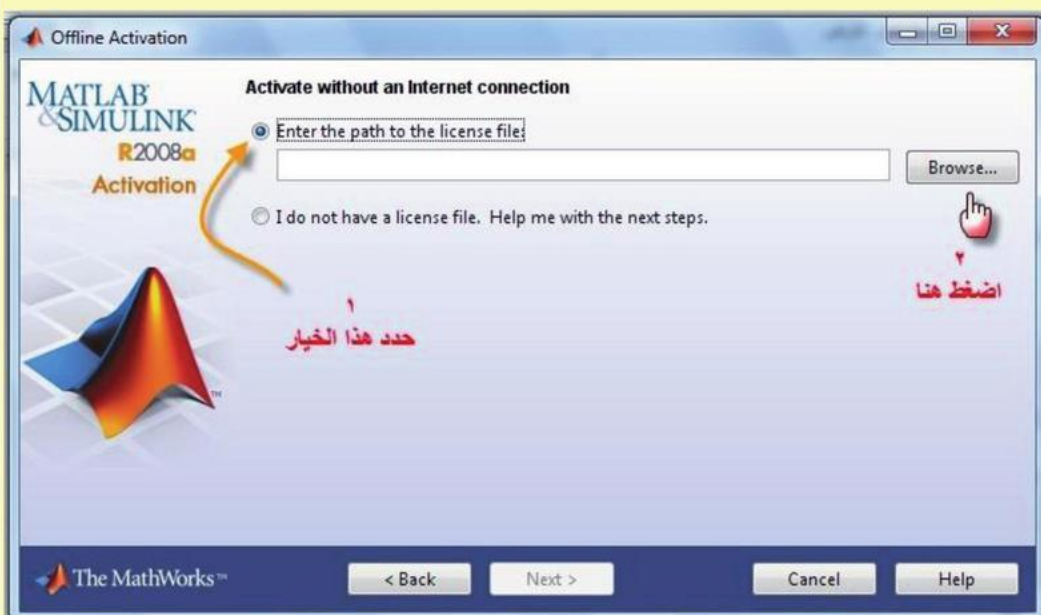 Offline Activation
MATLAB
&SIMULINK
R2008a
Activation
Activate without an Internet connection
Enter the path to the license file:
Browse...
I do not have a license file. Help me with the next steps.
١
حدد هذا الخيار
٢
اضغط هنا
TM
The MathWorks™
< Back
Next >
Cancel
Help